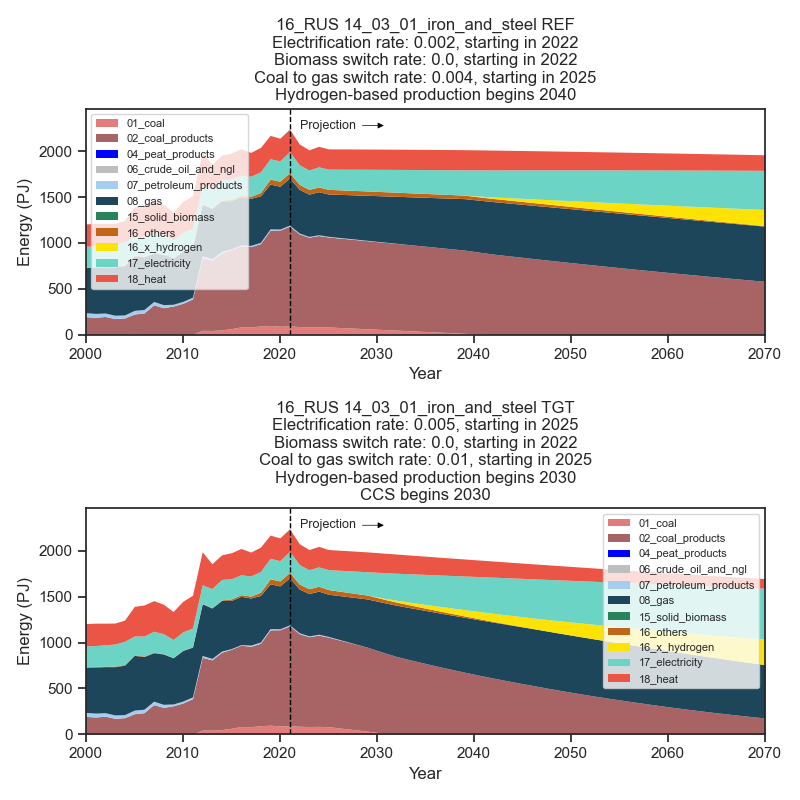 16_RUS 14_03_01_iron_and_steel REF
Electrification rate: 0.002, starting in 2022
Biomass switch rate: 0.0, starting in 2022
Coal to gas switch rate: 0.004, starting in 2025
Hydrogen-based production begins 2040
Projection
01_coal
02_coal_products
04_peat_products
06_crude_oil_and_ngl
07_petroleum_products
08_gas
15_solid_biomass
16_others
16_x_hydrogen
17_electricity
18_heat
Energy (PJ)
2000
1500
1000
500
0
2000 2010 2020 2030 2040 2050 2060 2070
Year
16_RUS 14_03_01_iron_and_steel TGT
Electrification rate: 0.005, starting in 2025
Biomass switch rate: 0.0, starting in 2022
Coal to gas switch rate: 0.01, starting in 2025
Hydrogen-based production begins 2030
CCS begins 2030
Projection
01_coal
02_coal_products
04_peat_products
06_crude_oil_and_ngl
07_petroleum_products
08_gas
15_solid_biomass
16_others
16_x_hydrogen
17_electricity
18_heat
Energy (PJ)
2000
1500
1000
500
0
2000 2010 2020 2030 2040 2050 2060 2070
Year